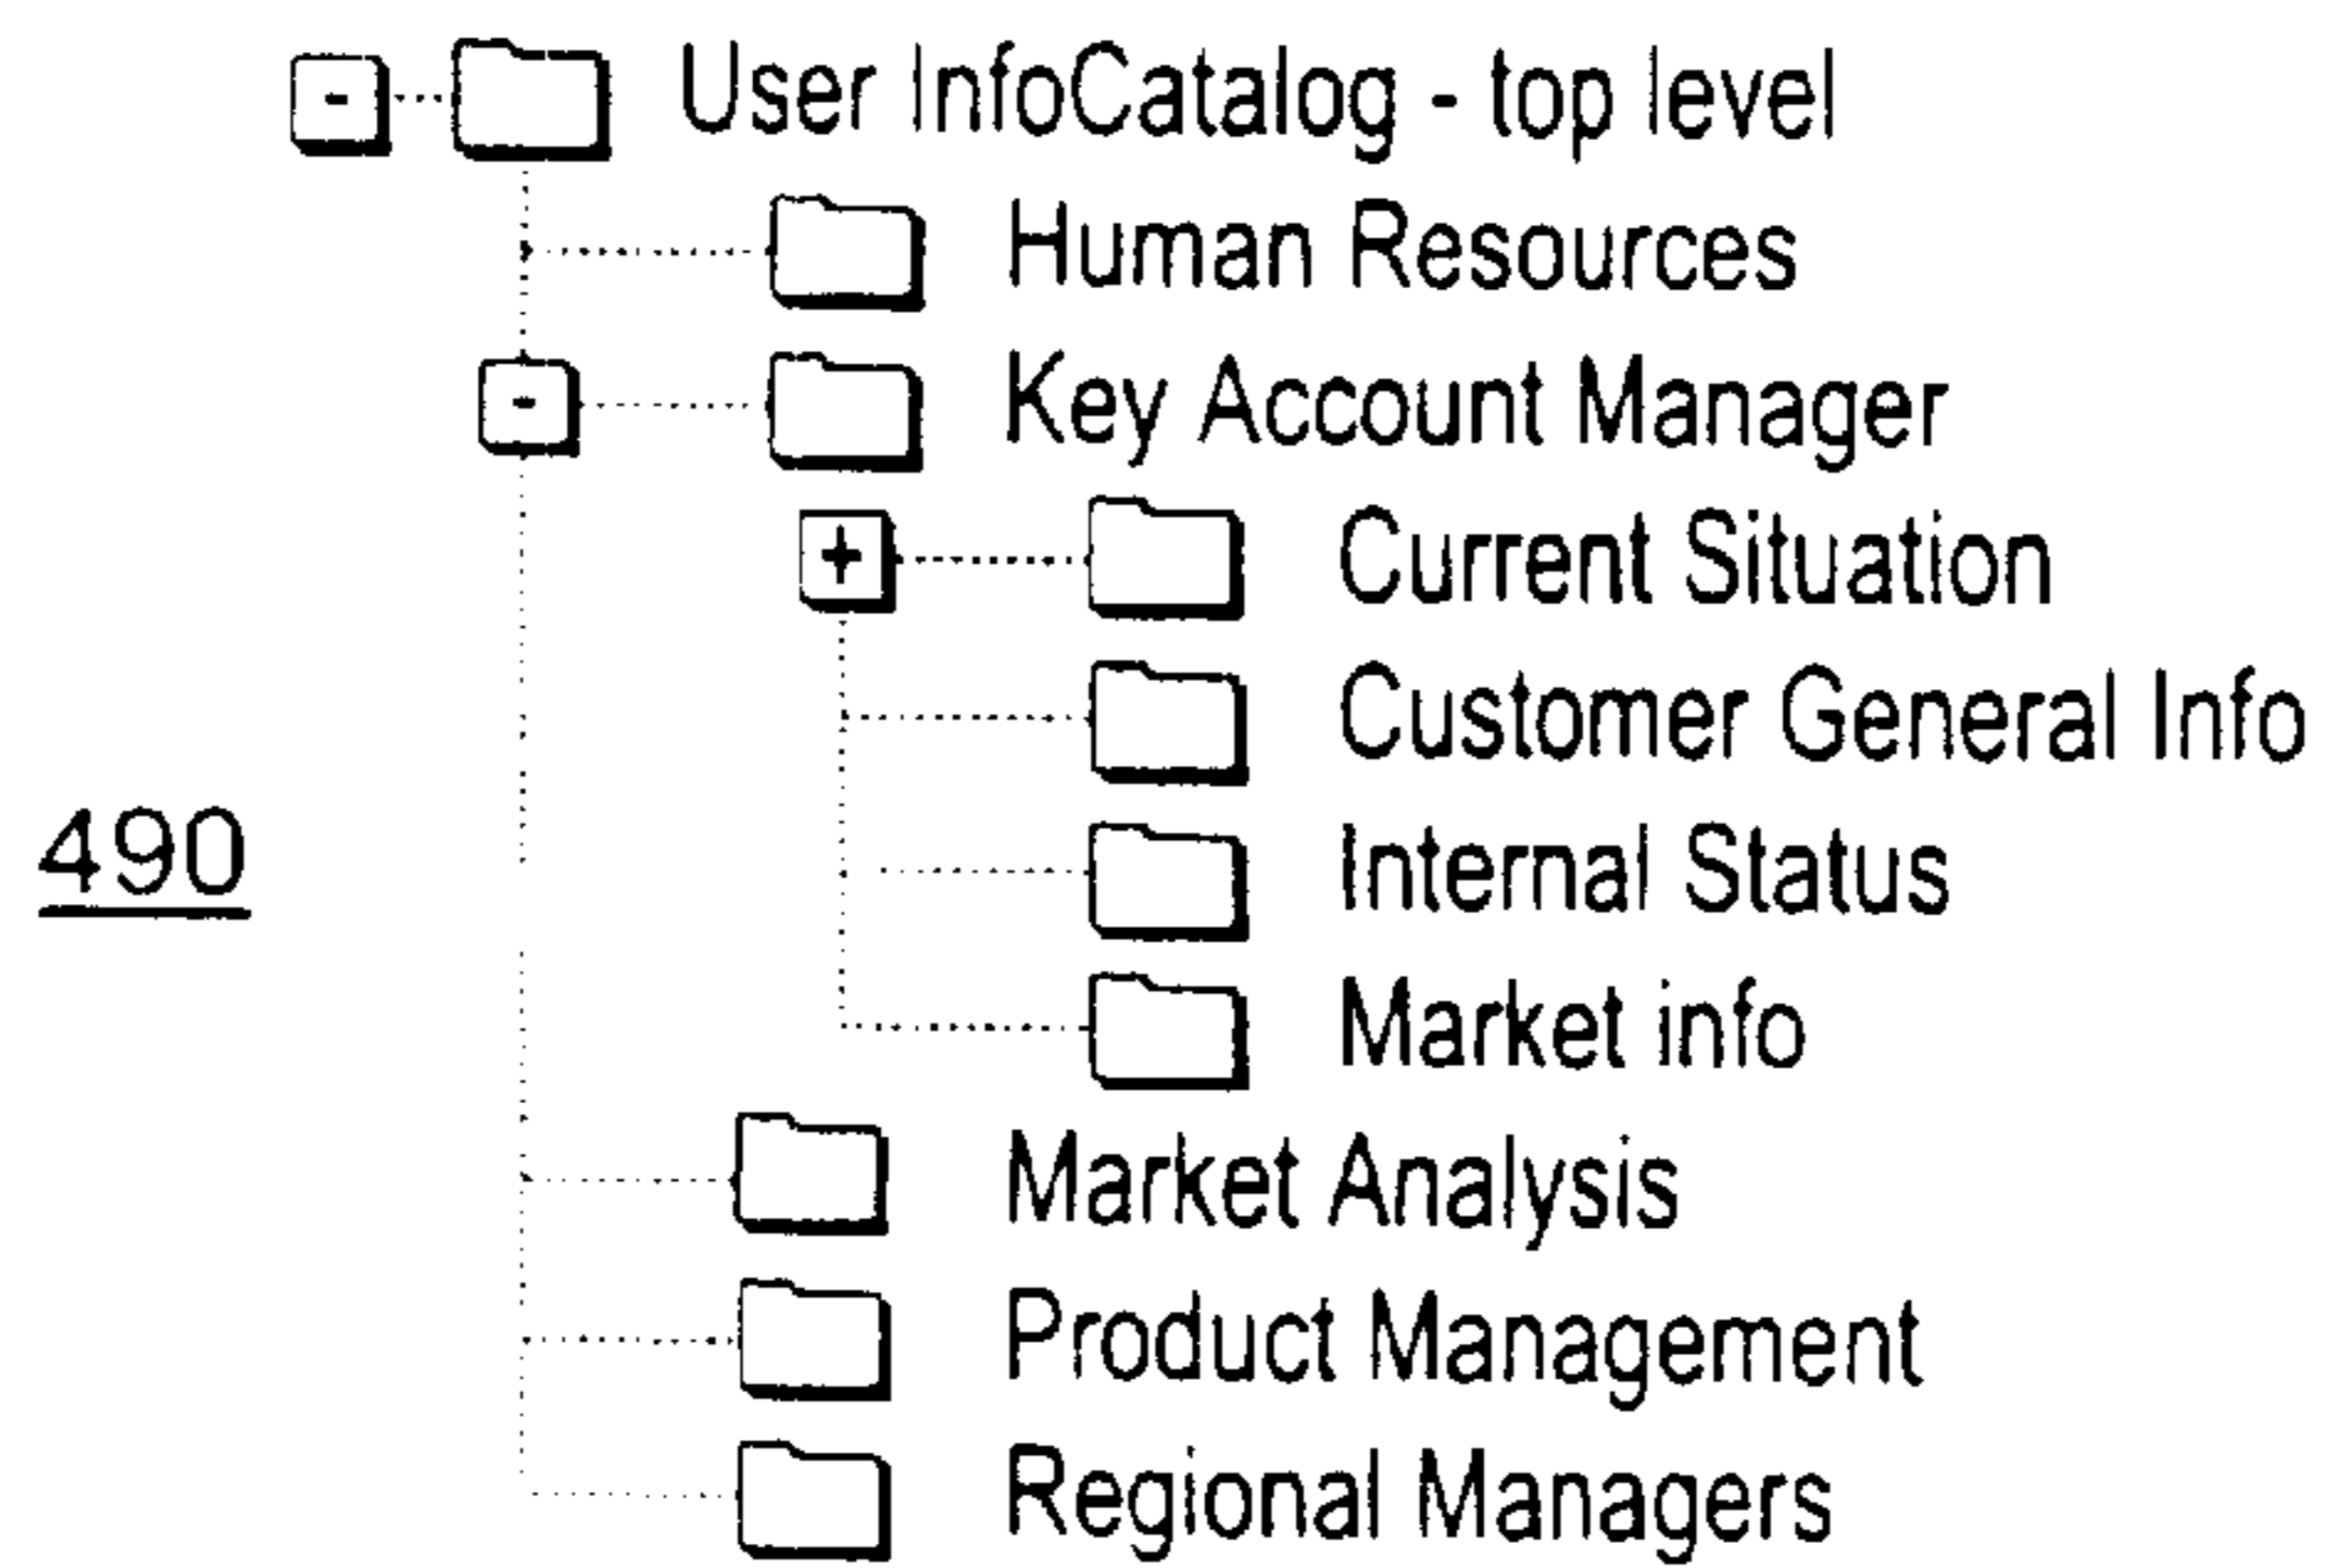 User InfoCatalog - top level
Human Resources
Key Account Manager
Current Situation
Customer General Info
490
Internal Status
Market info
Market Analysis
Product Management
Regional Managers